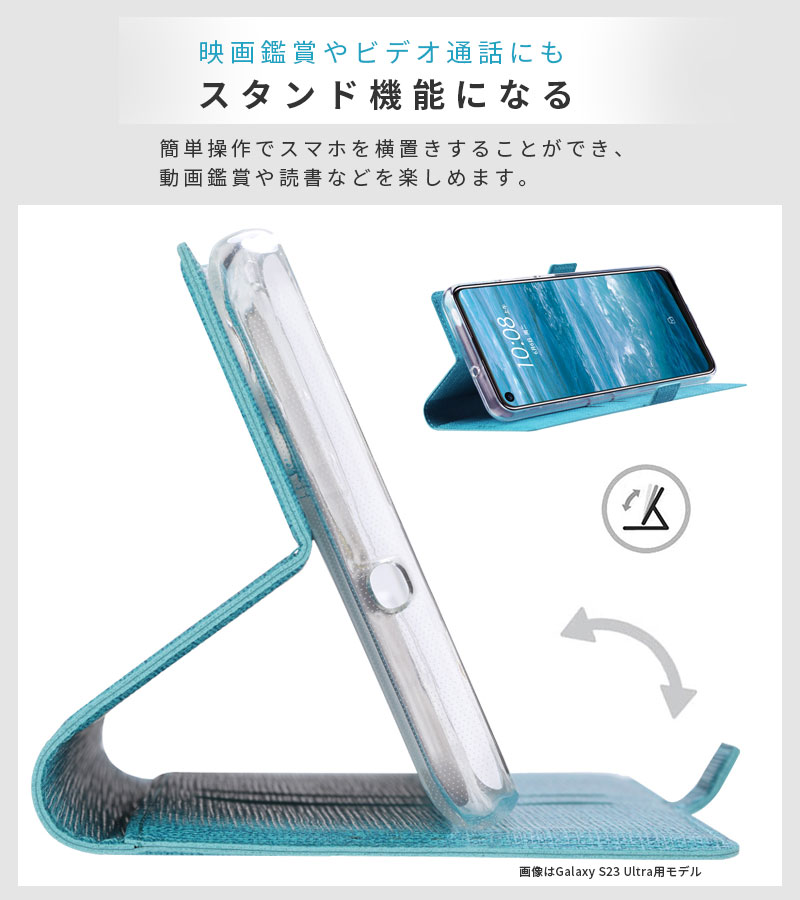 映画鑑賞やビデオ通話にも
スタンド機能になる
簡単操作でスマホを横置きすることができ、
動画鑑賞や読書などを楽しめます。
10:08
画像はGalaxy S23 Ultra用モデル